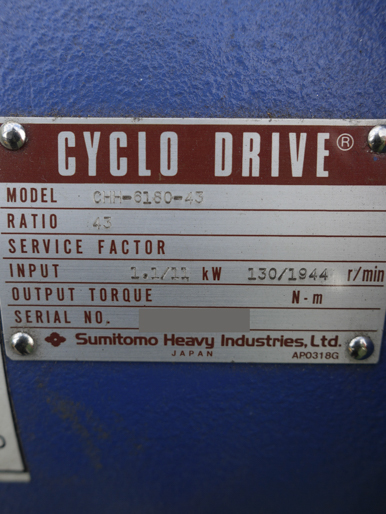 CYCLO DRIVE®
MODEL CHH-6180-43
RATIO 43
SERVICE FACTOR
INPUT 1.1/11 kW 130/1944 r/min
OUTPUT TORQUE N-m
SERIAL NO.
Sumitomo Heavy Industries, Ltd.
JAPAN AP0318G